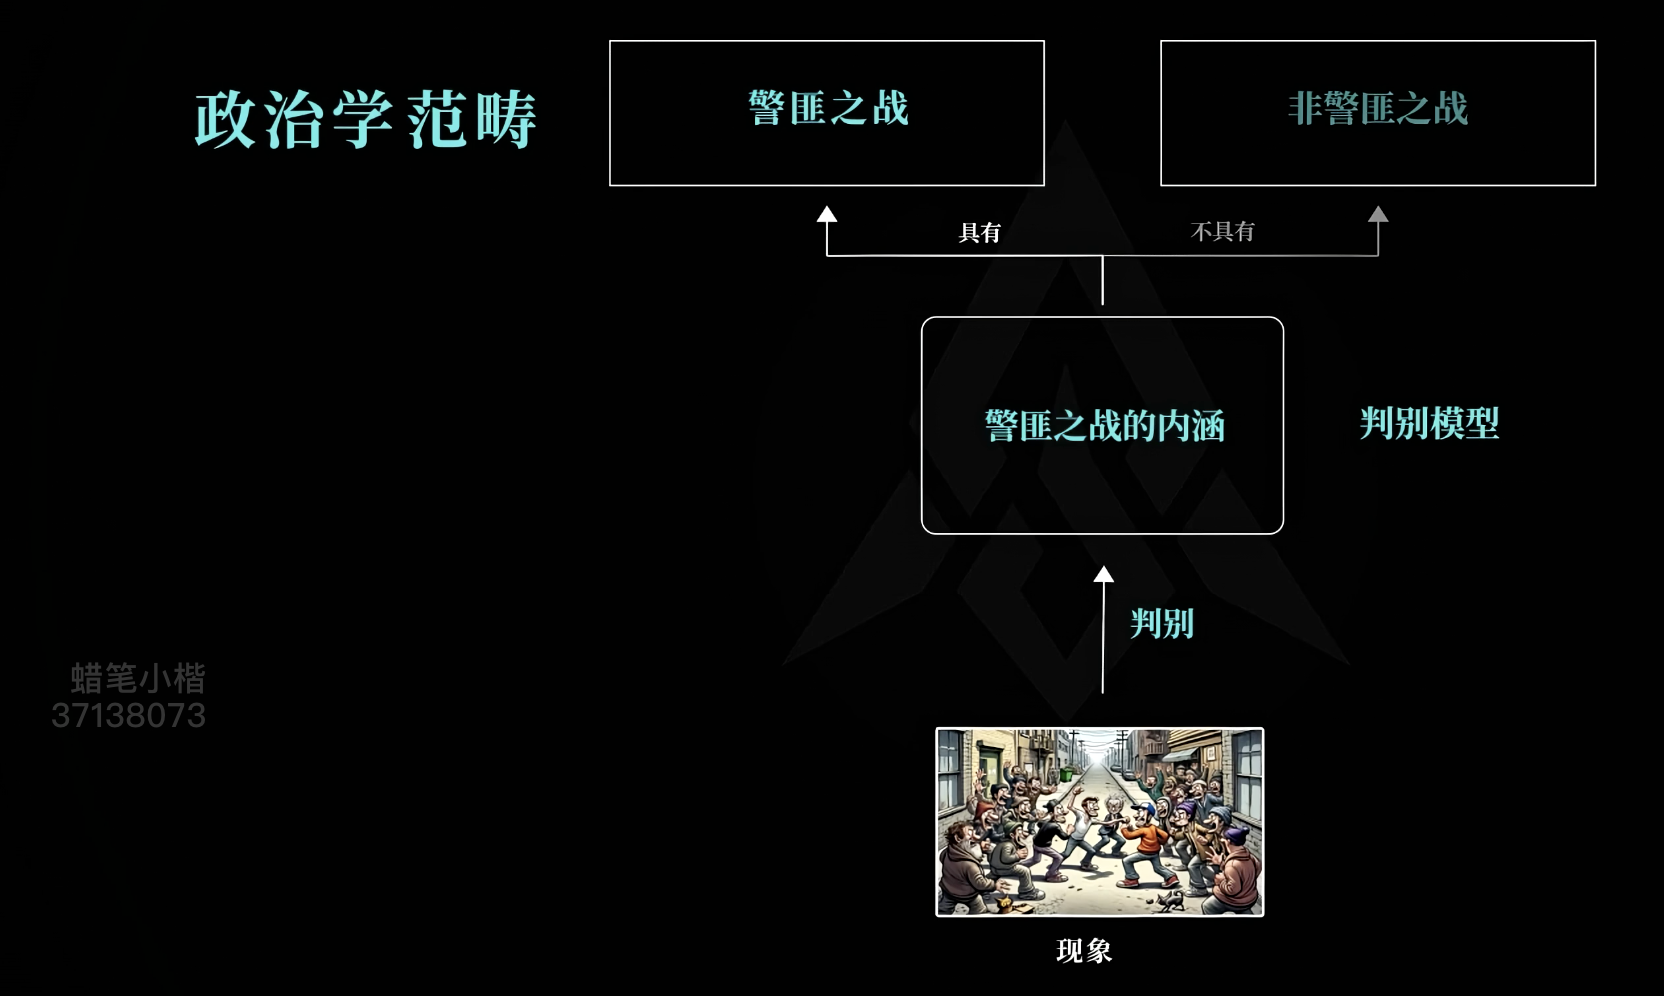 政治学范畴
警匪之战
非警匪之战
具有
不具有
警匪之战的内涵
判别模型
判别
蜡笔小楷
37138073
现象